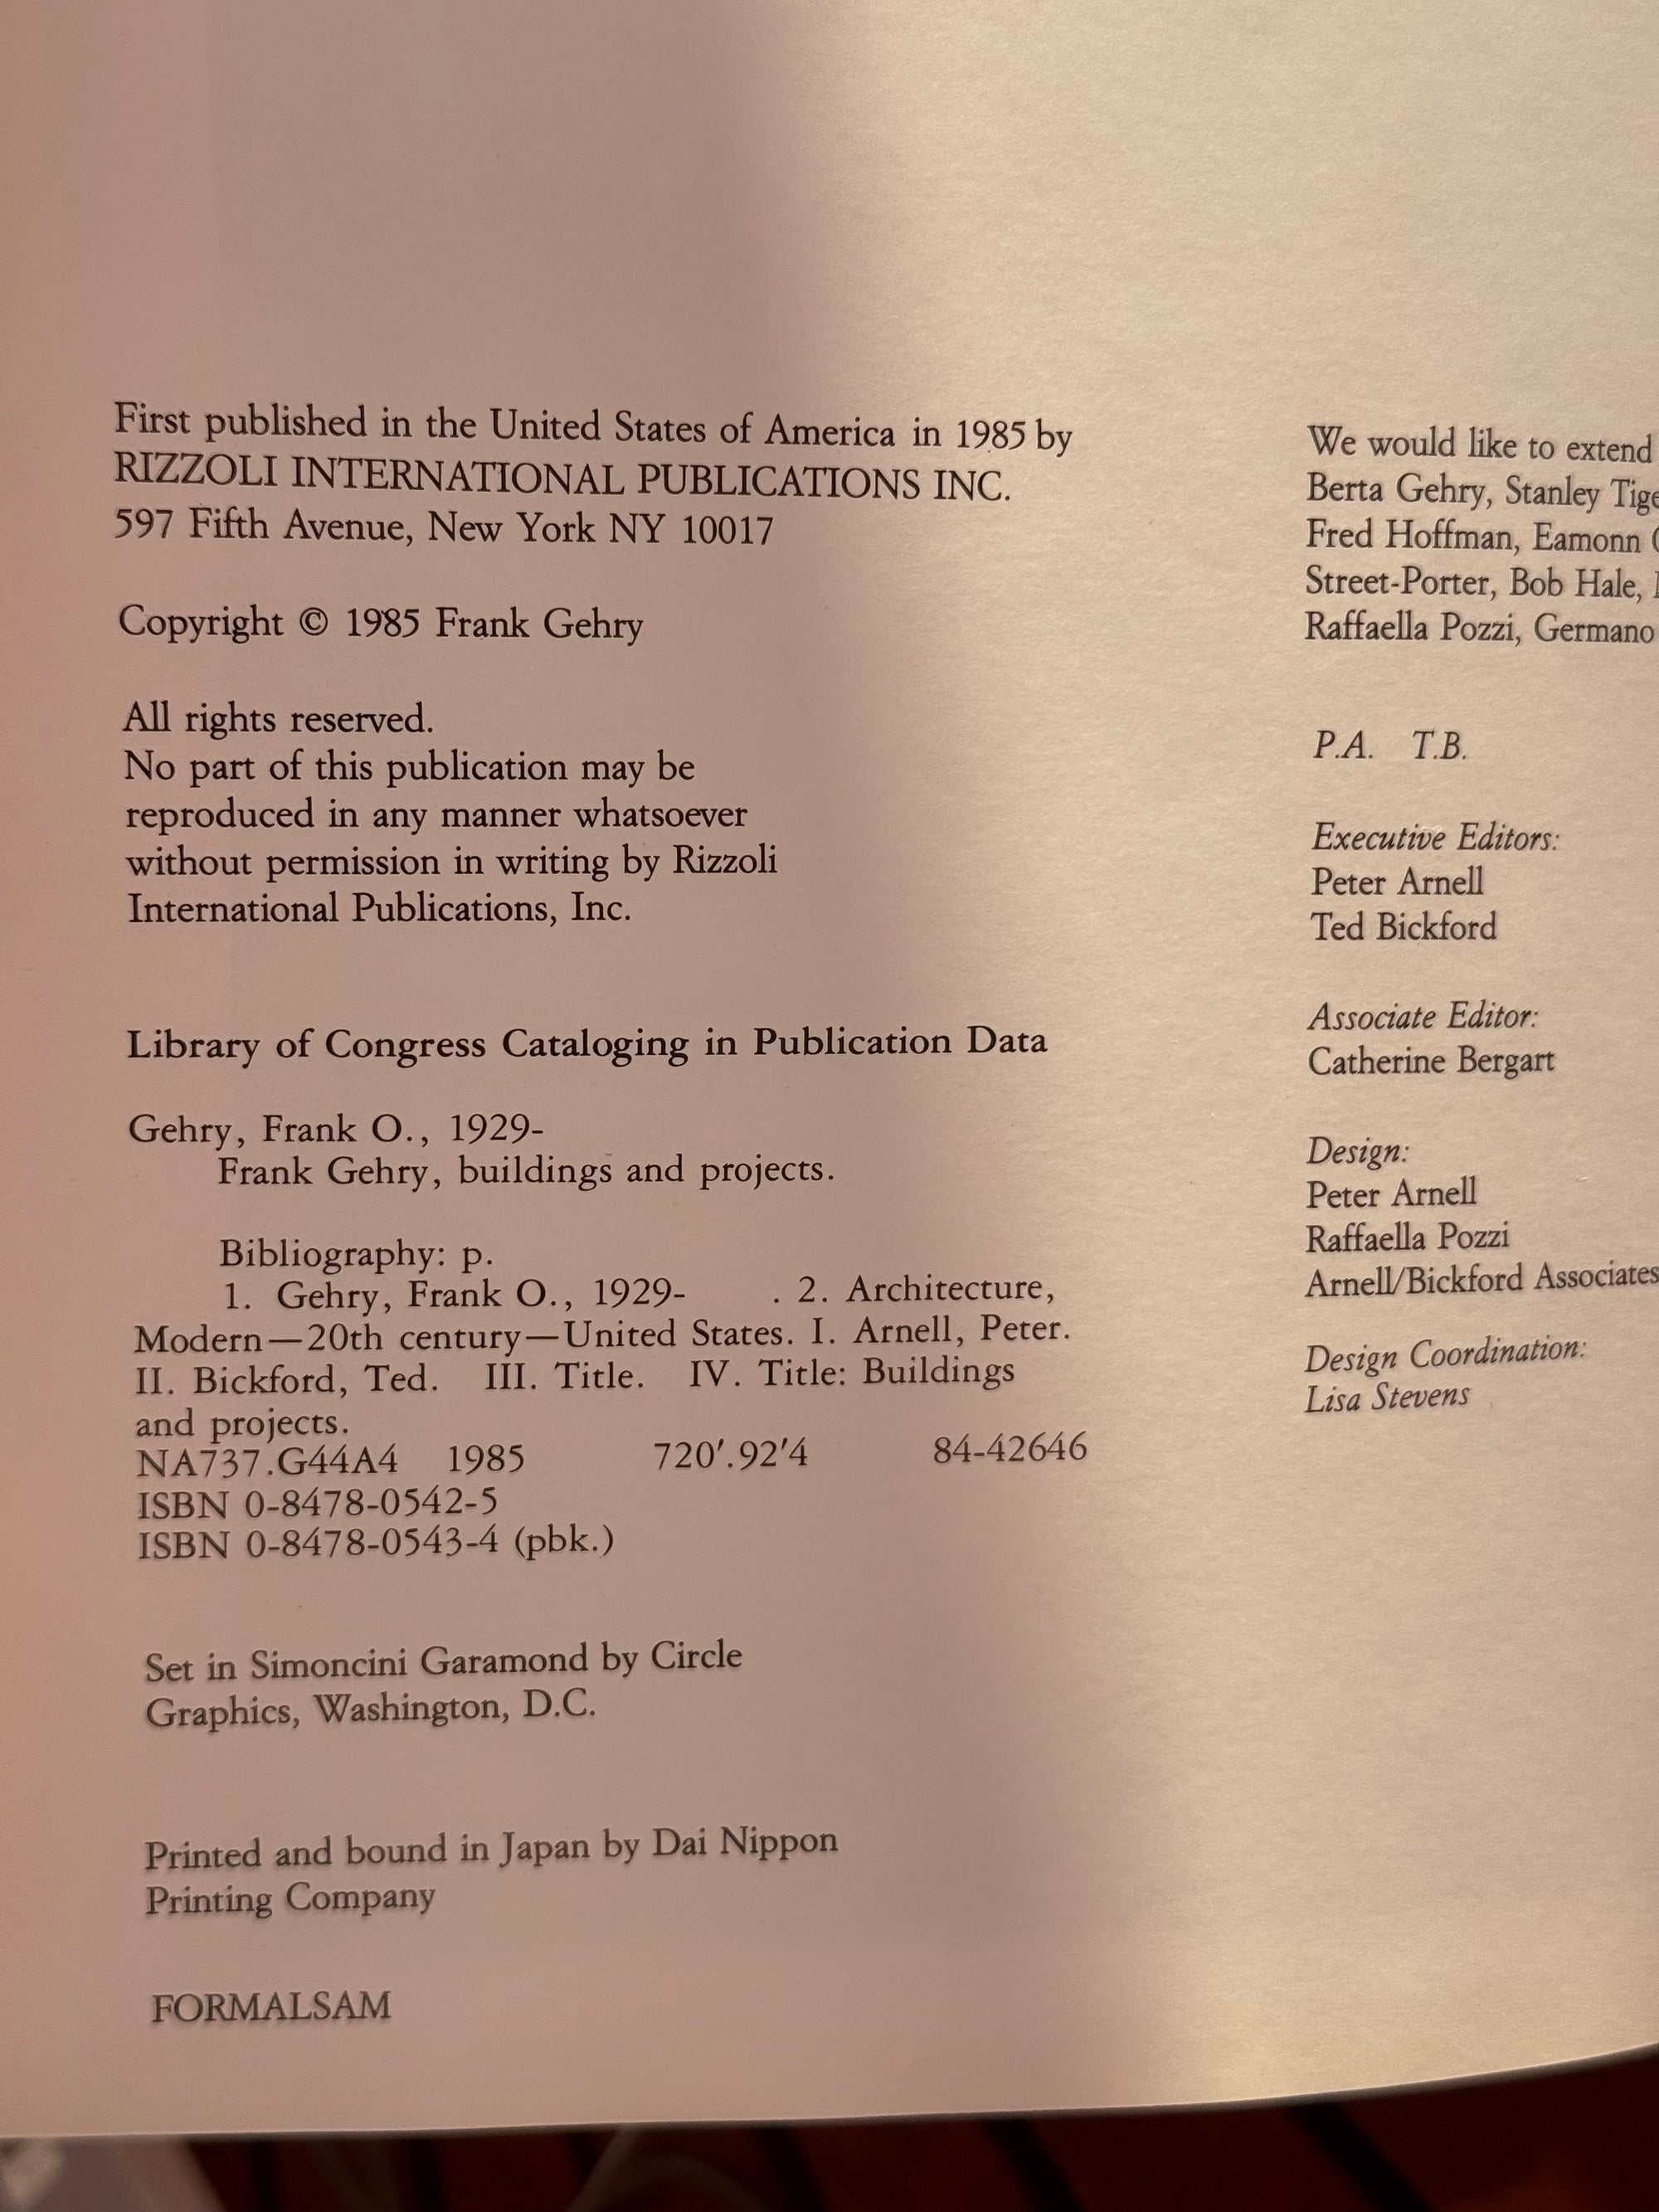 First published in the United States of America in 1985 by
RIZZOLI INTERNATIONAL PUBLICATIONS INC.
597 Fifth Avenue, New York NY 10017
Copyright © 1985 Frank Gehry
All rights reserved.
No part of this publication may be
reproduced in any manner whatsoever
without permission in writing by Rizzoli
International Publications, Inc.
Library of Congress Cataloging in Publication Data
Gehry, Frank O., 1929-
Frank Gehry, buildings and projects.
Bibliography: p.
1. Gehry, Frank O., 1929- . 2. Architecture,
Modern—20th century—United States. I. Arnell, Peter.
II. Bickford, Ted. III. Title. IV. Title: Buildings
and projects.
NA737.G44A4 1985 720'.92'4 84-42646
ISBN 0-8478-0542-5
ISBN 0-8478-0543-4 (pbk.)
Set in Simoncini Garamond by Circle
Graphics, Washington, D.C.
Printed and bound in Japan by Dai Nippon
Printing Company
FORMALSAM
We would like to extend
Berta Gehry, Stanley
Fred Hoffman, Eamonn
Street-Porter, Bob Hale,
Raffaella Pozzi, Germano
P.A. T.B.
Executive Editors:
Peter Arnell
Ted Bickford
Associate Editor:
Catherine Bergart
Design:
Peter Arnell
Raffaella Pozzi
Arnell/Bickford Associates
Design Coordination:
Lisa Stevens